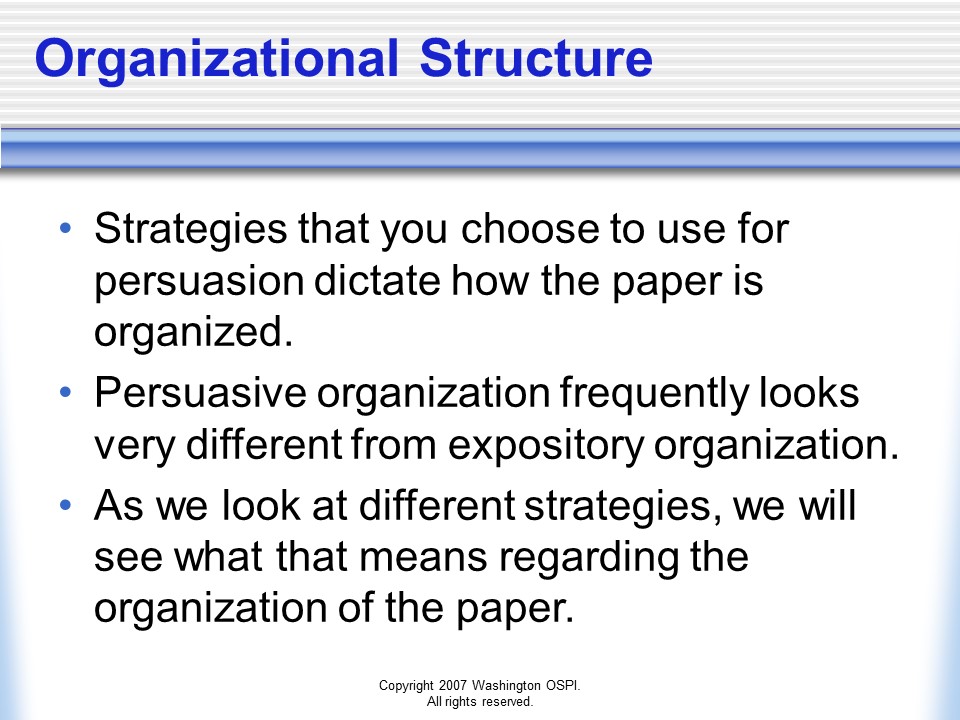 Organizational Structure
• Strategies that you choose to use for
persuasion dictate how the paper is
organized.
• Persuasive organization frequently looks
very different from expository organization.
• As we look at different strategies, we will
see what that means regarding the
organization of the paper.
Copyright 2007 Washington OSPI.
All rights reserved.